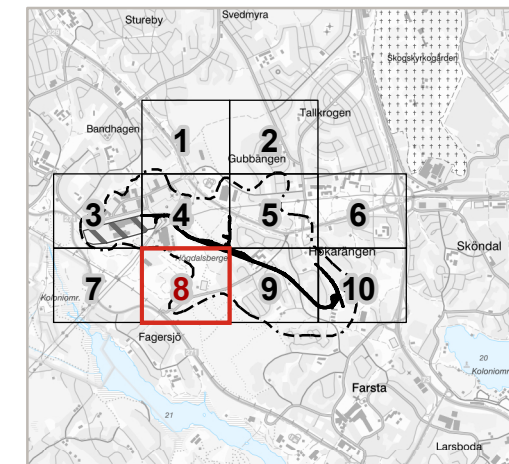 Stureby
Svedmyra
Skogskyrkogården
Tallkrogen
Bandhagen
1
2
Gubbängen
3
4
5
6
Hökarängen
Sköndal
Högdalsberget
7
8
9
10
Koloniomr.
Fagersjö
20
Koloniomr.
Farsta
21
Larsboda